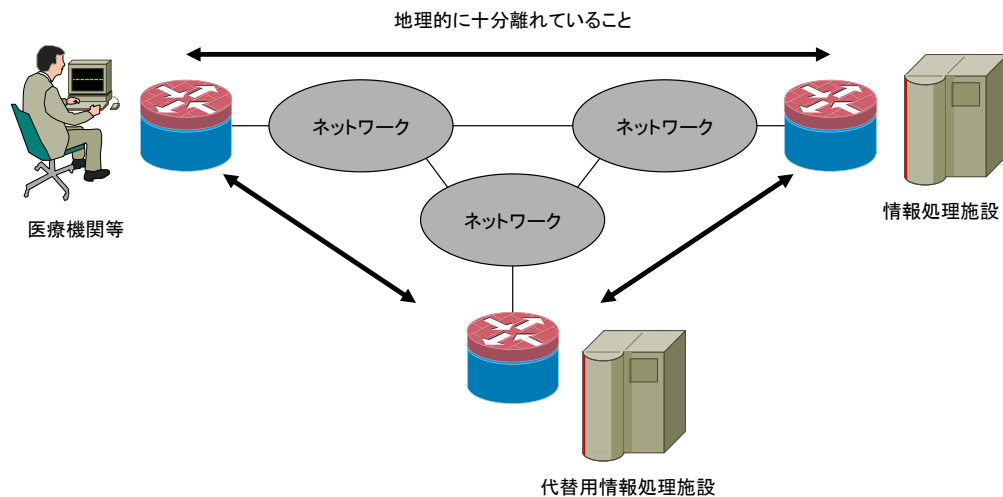 地理的に十分離れていること
ネットワーク
ネットワーク
ネットワーク
医療機関等
情報処理施設
代替用情報処理施設